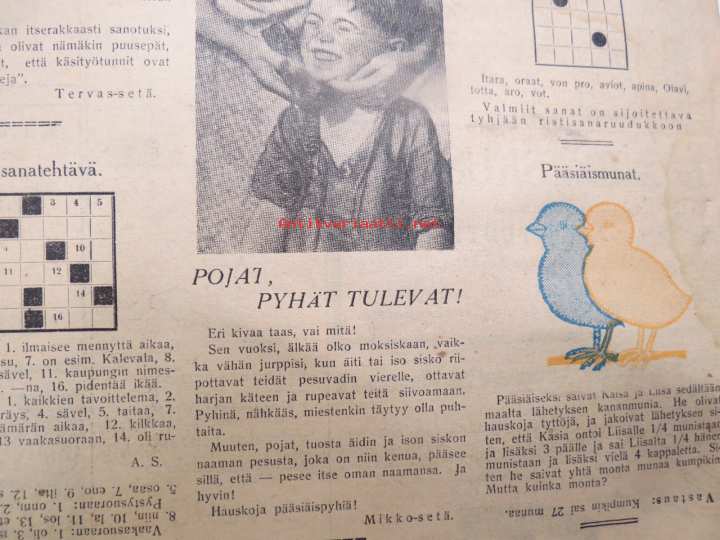 kan itserakkaasti sanotuksi,
olivat nämäkin puusepät,
että käsityötunnit ovat
eja".
Tervas-setä.
sanatehtävä.
3 4 5
10
11 12
14
16
1. ilmaisee mennyttä aikaa,
7. on esim. Kalevala, 8.
sävel, 11. kaupungin nimes-
—na, 16. pidentää ikää.
1. kaikkien tavoittelema, 2.
4. sävel, 5. taitaa, 7.
määrän aikaa, 12. kilkkaa,
13 vaakasuoraan, 14. oli ru-
A. S.
5. osaa, 7. eno, 9. ilta,
Pystysuoraan: 1. onni, 2.
8. niin, 10. la, 11. los, 13.
Vaakasuoraan: 1. oli, 3.
Antikvariaatti.net
POJAT,
PYHÄT TULEVAT!
Eri kivaa taas, vai mitä!
Sen vuoksi, älkää olko moksiskaan, vaik-
ka vähän jurppisi, kun äiti tai iso sisko rii-
pottavat teidät pesuvadin vierelle, ottavat
harjan käteen ja rupeavat teitä siivoamaan.
Pyhinä, nähkääs, miestenkin täytyy olla puh-
taita.
Muuten, pojat, tuosta äidin ja ison siskon
naaman pesusta, joka on niin kenua, pääsee
sillä, että — pesee itse oman naamansa. Ja
hyvin!
Hauskoja pääsiäispyhiä!
Mikko-setä.
Itara, oraat, von pro, aviot, apina, Olavi,
totta, aro, vot.
Valmiit sanat on sijoitettava
tyhjään ristisanaruudukkoon
Pääsiäismunat.
Pääsiäiseksi saivat Kaisa ja Liisa sedältään
maalta lähetyksen kananmunia. He olivat
hauskoja tyttöjä, ja jakoivat lähetyksen si-
ten, että Kaisa antoi Liisalle 1/4 munistaan
ja lisäksi 3 päälle ja sai Liisalta 1/4 hänen
munistaan ja lisäksi vielä 4 kappaletta. Si-
ten he saivat yhtä monta munaa kumpikin.
Mutta kuinka monta?
Vastaus: Kumpikin sai 27 munaa.